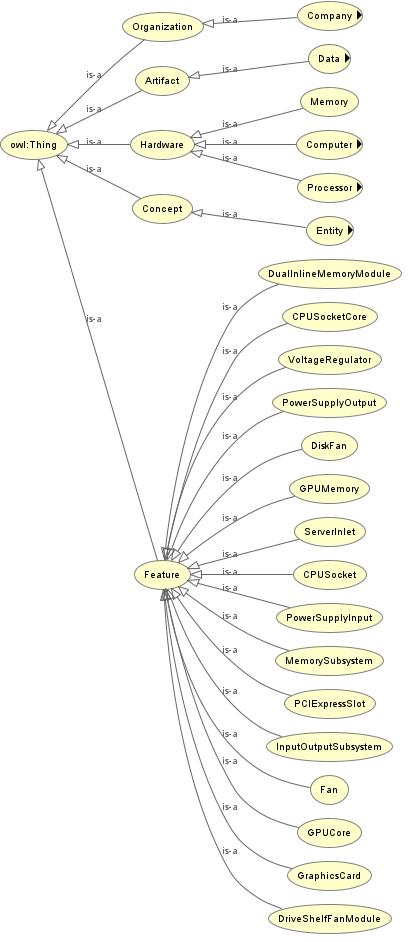 Company
is-a
Organization
Data
is-a
Artifact
is-a
is-a
Memory
is-a
owl:Thing
is-a
Hardware
is-a
Computer
is-a
Processor
is-a
Concept
is-a
Entity
DualInlineMemoryModule
is-a
CPUSocketCore
is-a
is-a
VoltageRegulator
is-a
PowerSupplyOutput
is-a
DiskFan
is-a
GPUMemory
is-a
ServerInlet
is-a
Feature
is-a
CPUSocket
is-a
PowerSupplyInput
is-a
MemorySubsystem
is-a
PCIExpressSlot
is-a
InputOutputSubsystem
is-a
Fan
is-a
GPUCore
is-a
GraphicsCard
DriveShelfFanModule